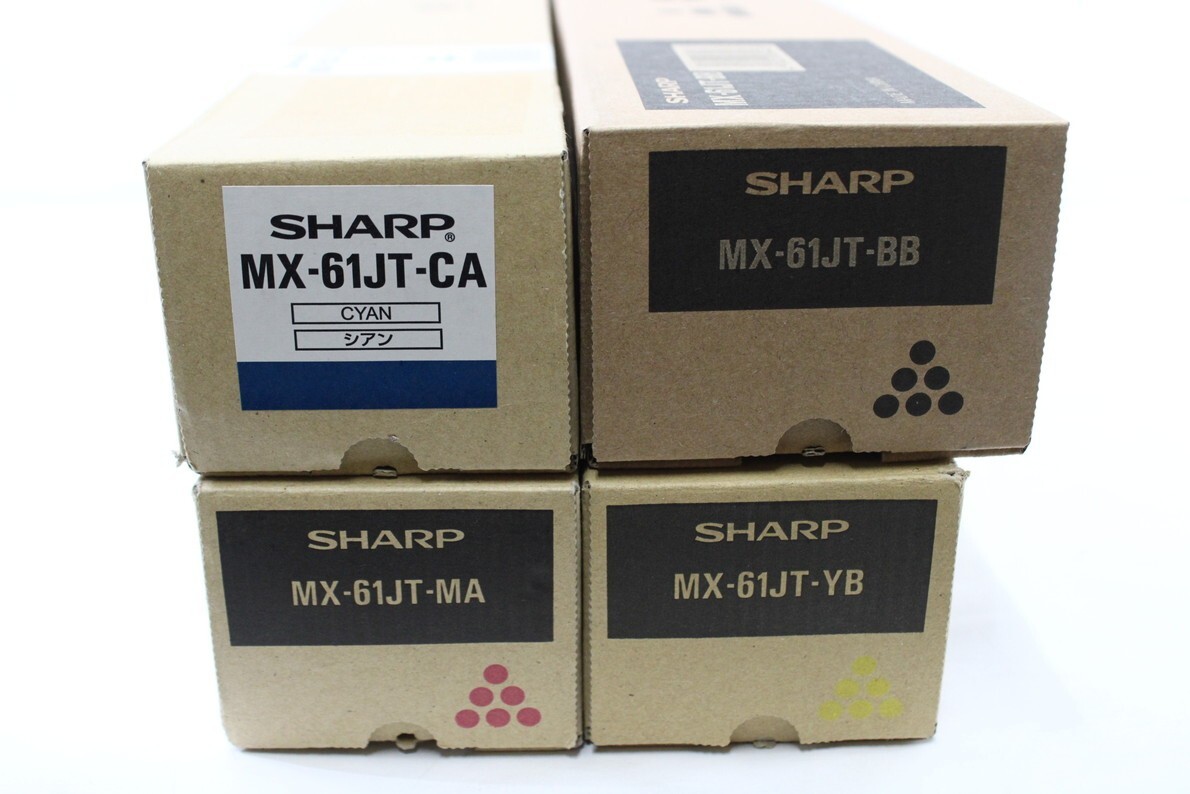 SHARP®
MX-61JT-CA
CYAN
シアン
SHARP
SHARP
MX-61JT-BB
SHARP
MX-61JT-MA
SHARP
MX-61JT-YB